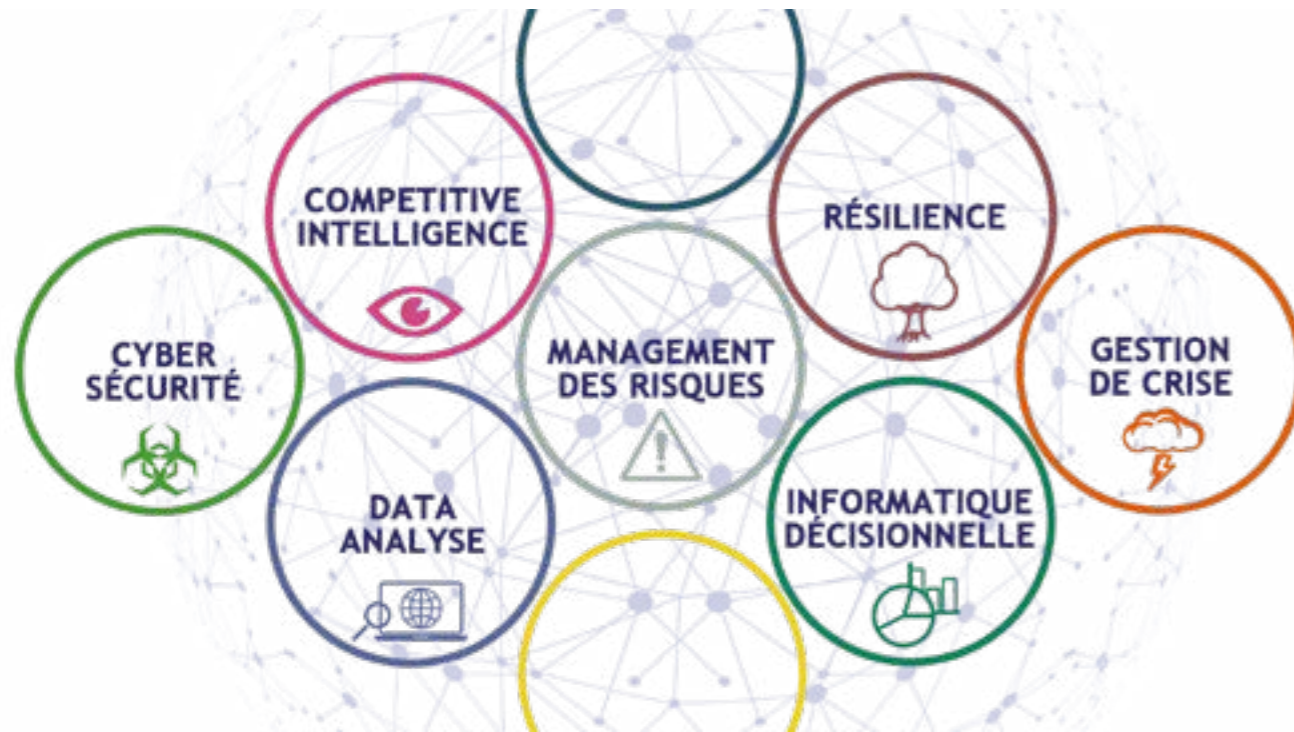 COMPETITIVE
INTELLIGENCE
RÉSILIENCE
CYBER
SÉCURITÉ
MANAGEMENT
DES RISQUES
GESTION
DE CRISE
DATA
ANALYSE
INFORMATIQUE
DÉCISIONNELLE